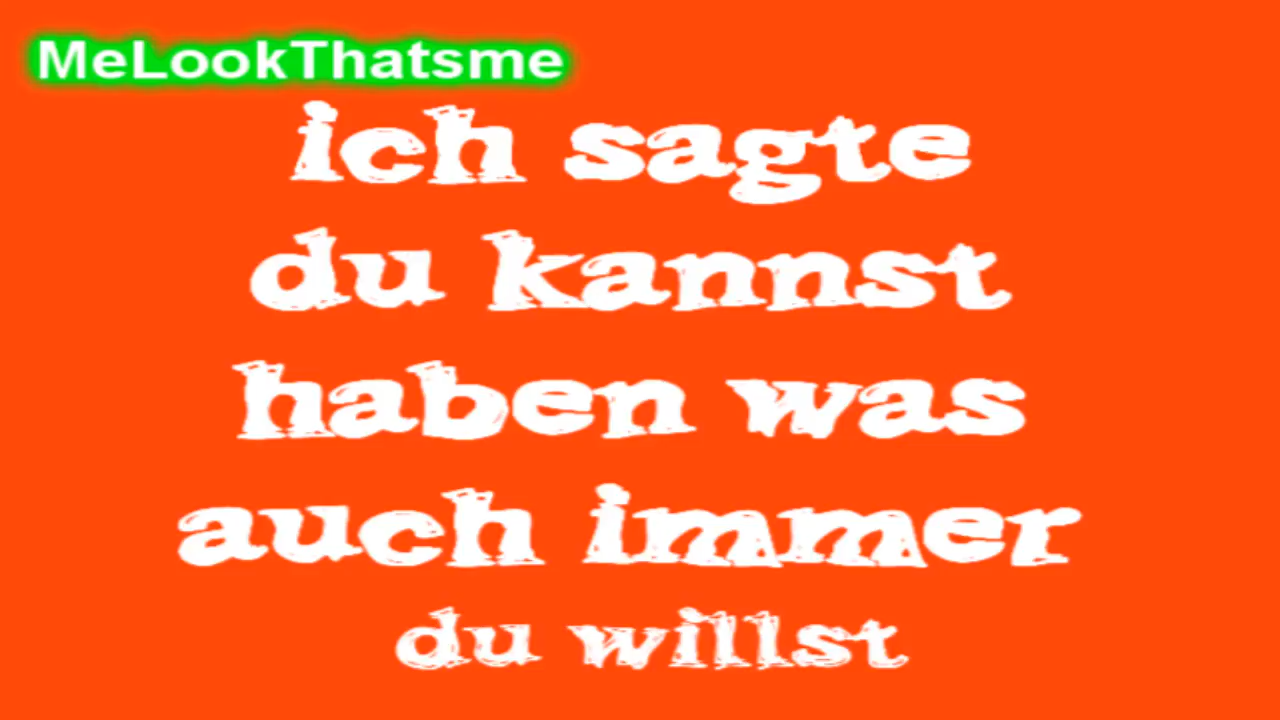 MeLookThatsme
ich sagte
du kannst
haben was
auch immer
du willst